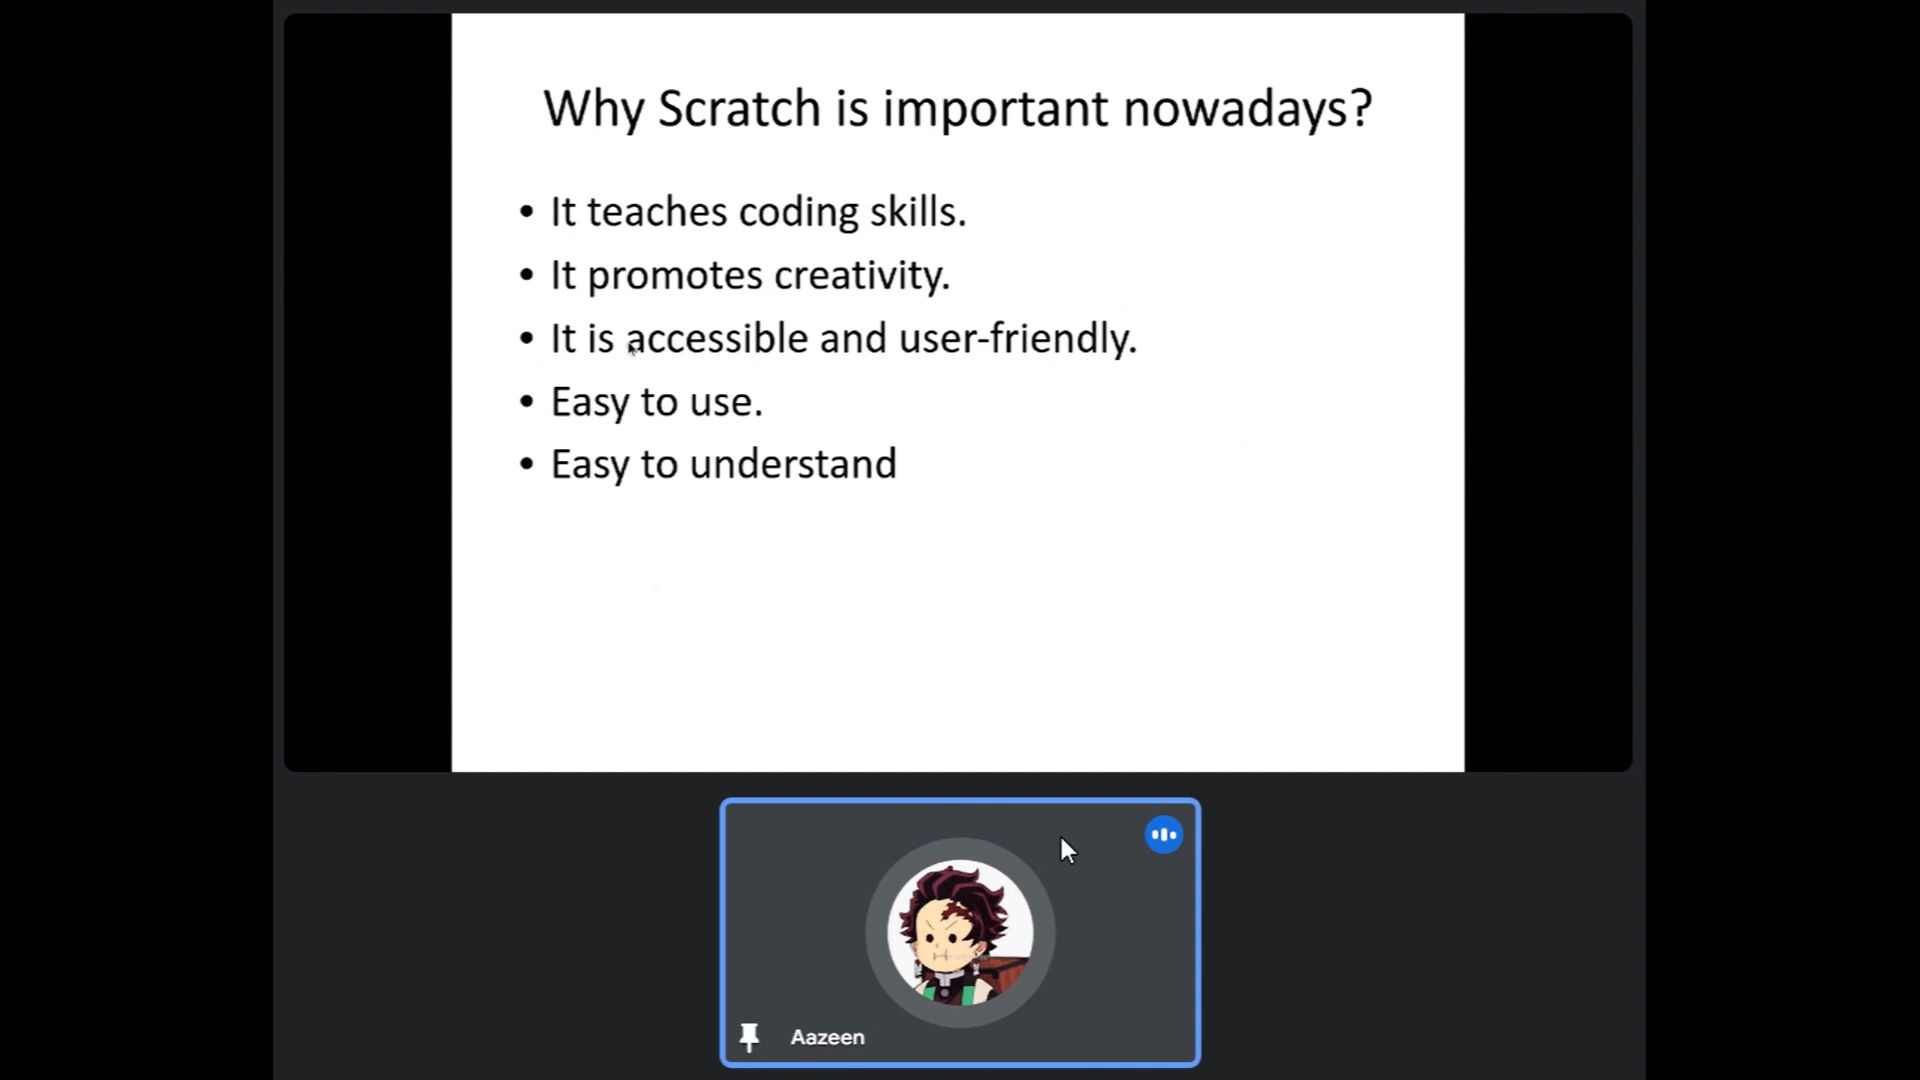 Why Scratch is important nowadays?
• It teaches coding skills.
• It promotes creativity.
• It is accessible and user-friendly.
• Easy to use.
• Easy to understand
Aazeen